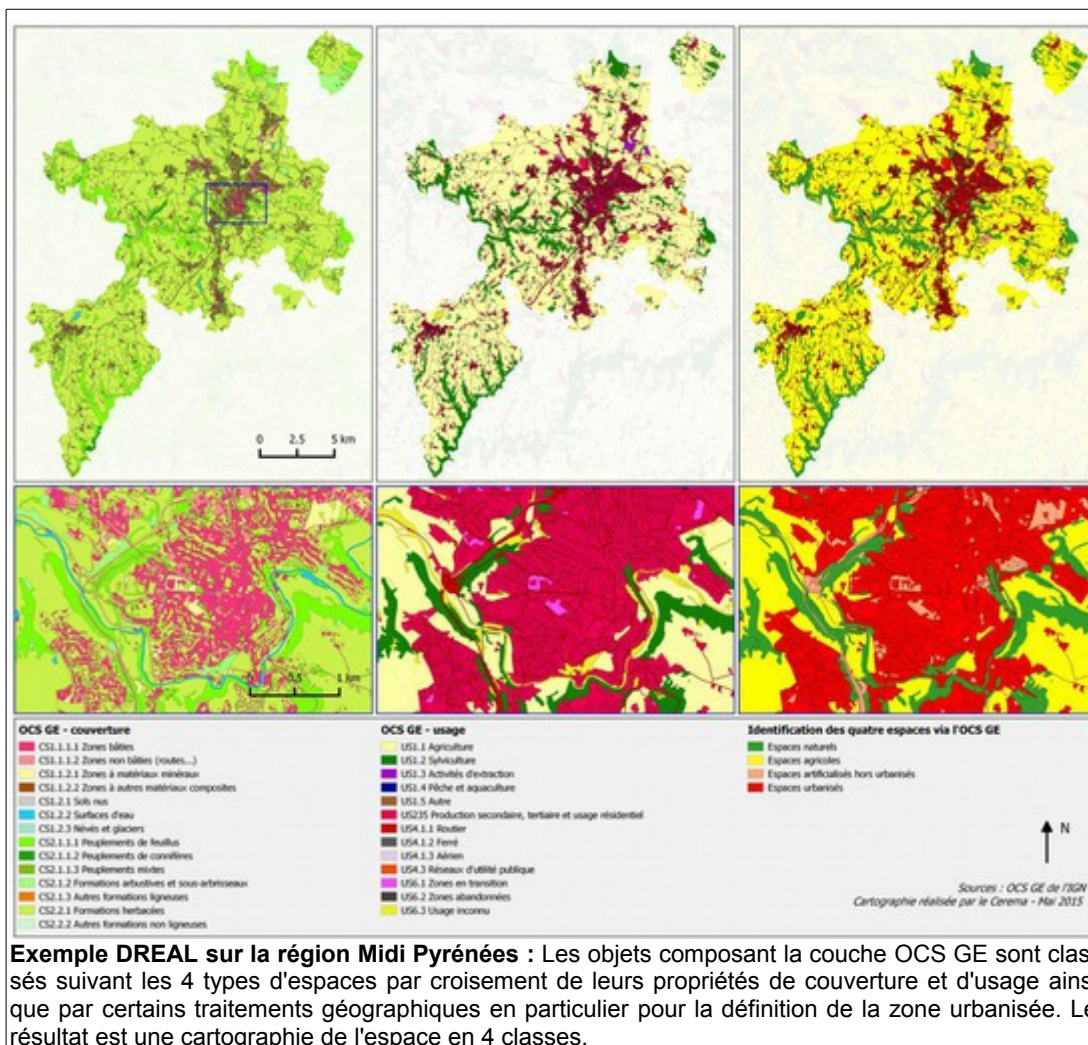 0 2.5 5 km
0 0.5 1 km
OCS GE - couverture
CS1.1.1.1 Zones bâties
CS1.1.1.2 Zones non bâties (routes...)
CS1.1.2.1 Zones à matériaux minéraux
CS1.1.2.2 Zones à autres matériaux composites
CS1.2.1 Sols nus
CS1.2.2 Surfaces d'eau
CS1.2.3 Névés et glaciers
CS2.1.1.1 Peuplements de feuillus
CS2.1.1.2 Peuplements de conifères
CS2.1.1.3 Peuplements mixtes
CS2.1.2 Formations arbustives et sous-arbrisseaux
CS2.1.3 Autres formations ligneuses
CS2.2.1 Formations herbacées
CS2.2.2 Autres formations non ligneuses
OCS GE - usage
US1.1 Agriculture
US1.2 Sylviculture
US1.3 Activités d'extraction
US1.4 Pêche et aquaculture
US1.5 Autre
US235 Production secondaire, tertiaire et usage résidentiel
US4.1.1 Routier
US4.1.2 Ferré
US4.1.3 Aérien
US4.3 Réseaux d'utilité publique
US6.1 Zones en transition
US6.2 Zones abandonnées
US6.3 Usage inconnu
Identification des quatre espaces via l'OCS GE
Espaces naturels
Espaces agricoles
Espaces artificialisés hors urbanisés
Espaces urbanisés
N
Sources : OCS GE de l'IGN
Cartographie réalisée par le Cerema - Mai 2015
Exemple DREAL sur la région Midi Pyrénées : Les objets composant la couche OCS GE sont clas
sés suivant les 4 types d'espaces par croisement de leurs propriétés de couverture et d'usage ains
que par certains traitements géographiques en particulier pour la définition de la zone urbanisée. Le
résultat est une cartographie de l'espace en 4 classes.